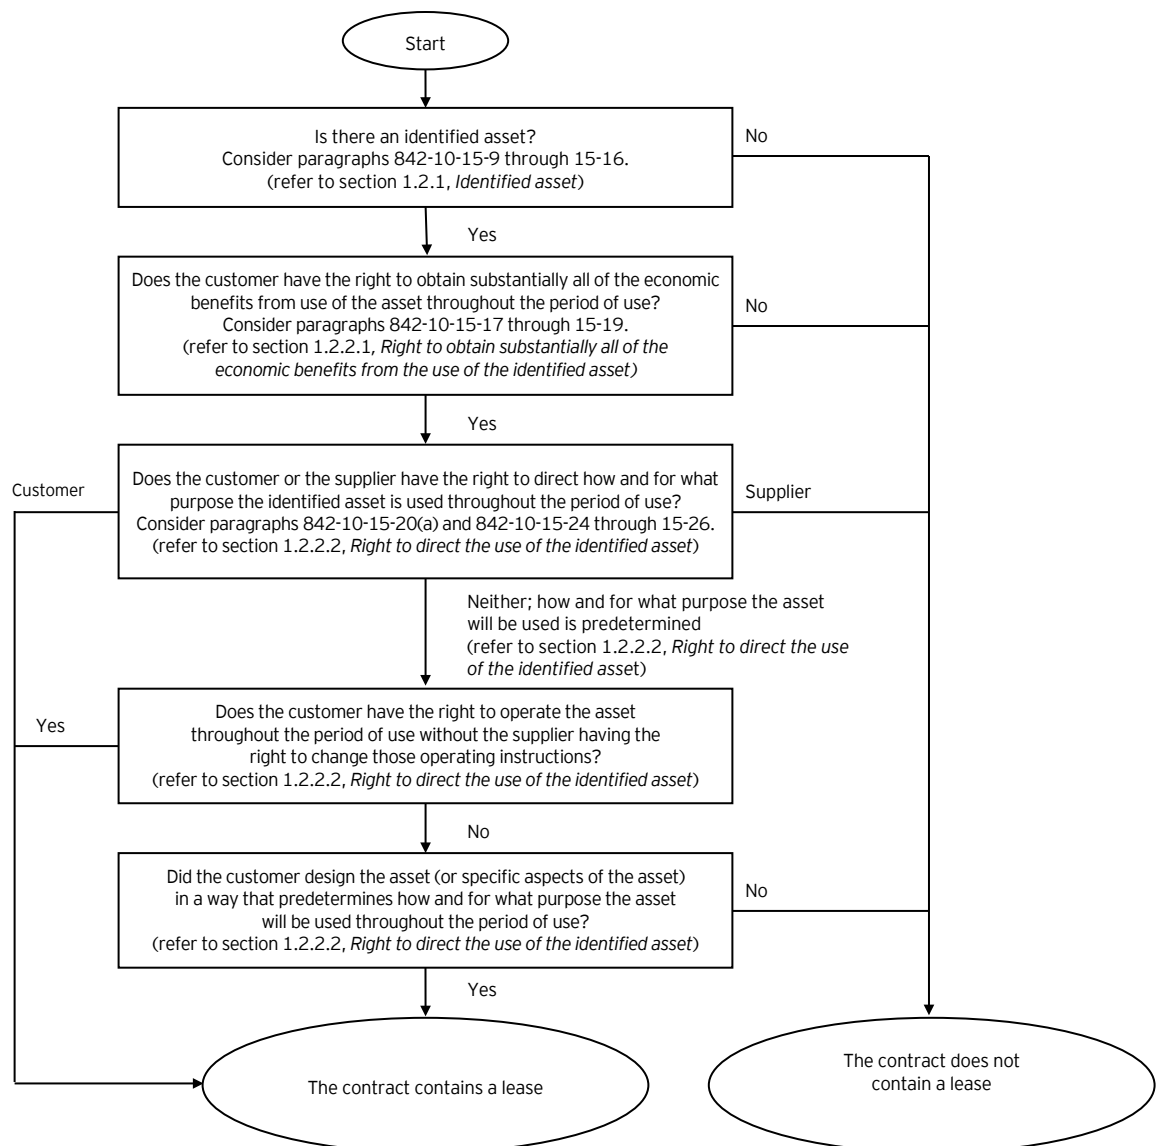 Start
Is there an identified asset?
Consider paragraphs 842-10-15-9 through 15-16.
(refer to section 1.2.1, Identified asset)
No
Yes
Does the customer have the right to obtain substantially all of the economic
benefits from use of the asset throughout the period of use?
Consider paragraphs 842-10-15-17 through 15-19.
(refer to section 1.2.2.1, Right to obtain substantially all of the
economic benefits from the use of the identified asset)
No
Yes
Customer
Does the customer or the supplier have the right to direct how and for what
purpose the identified asset is used throughout the period of use?
Consider paragraphs 842-10-15-20(a) and 842-10-15-24 through 15-26.
(refer to section 1.2.2.2, Right to direct the use of the identified asset)
Supplier
Neither; how and for what purpose the asset
will be used is predetermined
(refer to section 1.2.2.2, Right to direct the use
of the identified asset)
Yes
Does the customer have the right to operate the asset
throughout the period of use without the supplier having the
right to change those operating instructions?
(refer to section 1.2.2.2, Right to direct the use of the identified asset)
No
Did the customer design the asset (or specific aspects of the asset)
in a way that predetermines how and for what purpose the asset
will be used throughout the period of use?
(refer to section 1.2.2.2, Right to direct the use of the identified asset)
No
Yes
The contract contains a lease
The contract does not
contain a lease